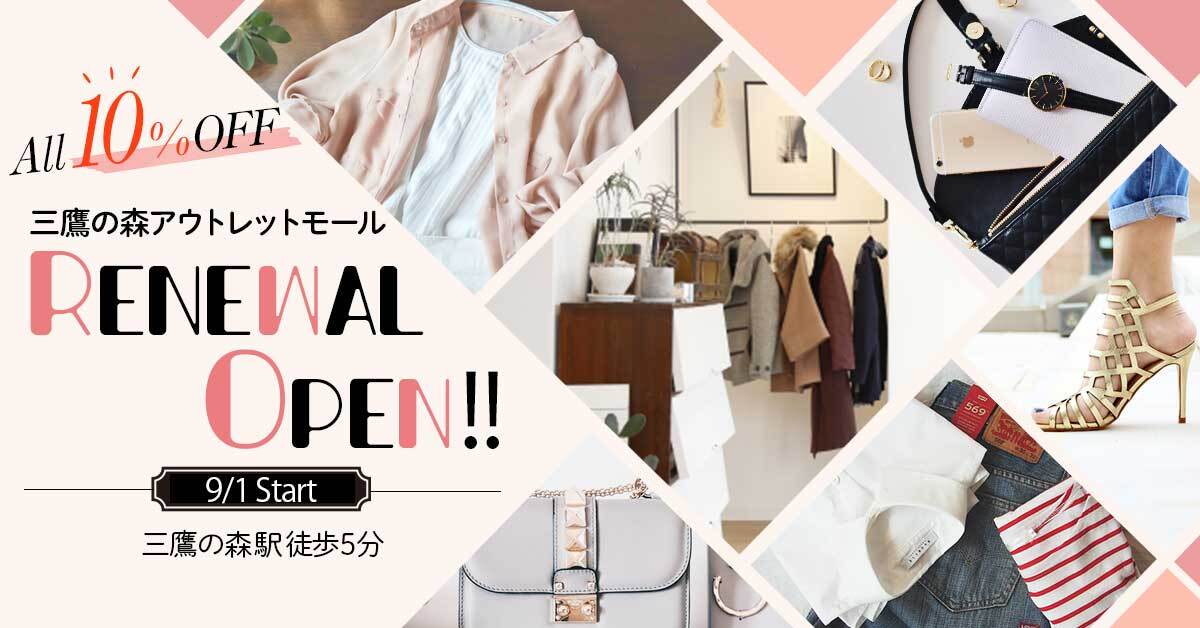 All 10%OFF
三鷹の森アウトレットモール
RENEWAL
OPEN!!
9/1 Start
三鷹の森駅徒歩5分
569